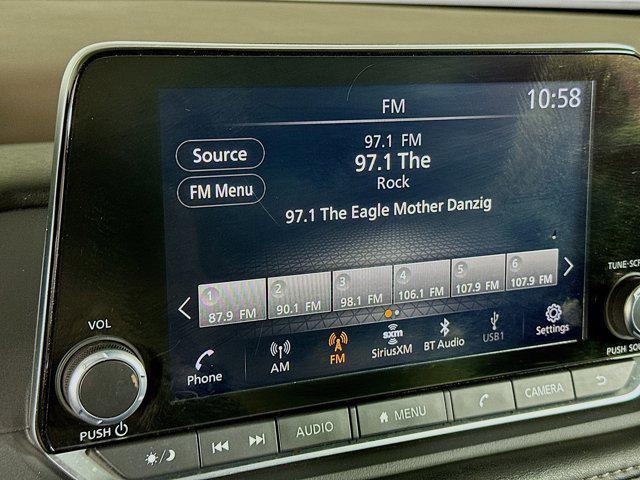 FM
10:58
Source
FM Menu
97.1 FM
97.1 The
Rock
97.1 The Eagle Mother Danzig
1
87.9 FM
2
90.1 FM
3
98.1 FM
4
106.1 FM
5
107.9 FM
6
107.9 FM
Phone
AM
FM
sxm
SiriusXM
BT Audio
USB1
Settings
VOL
PUSH
AUDIO
MENU
CAMERA
TUNE-SCR
PUSH SOU